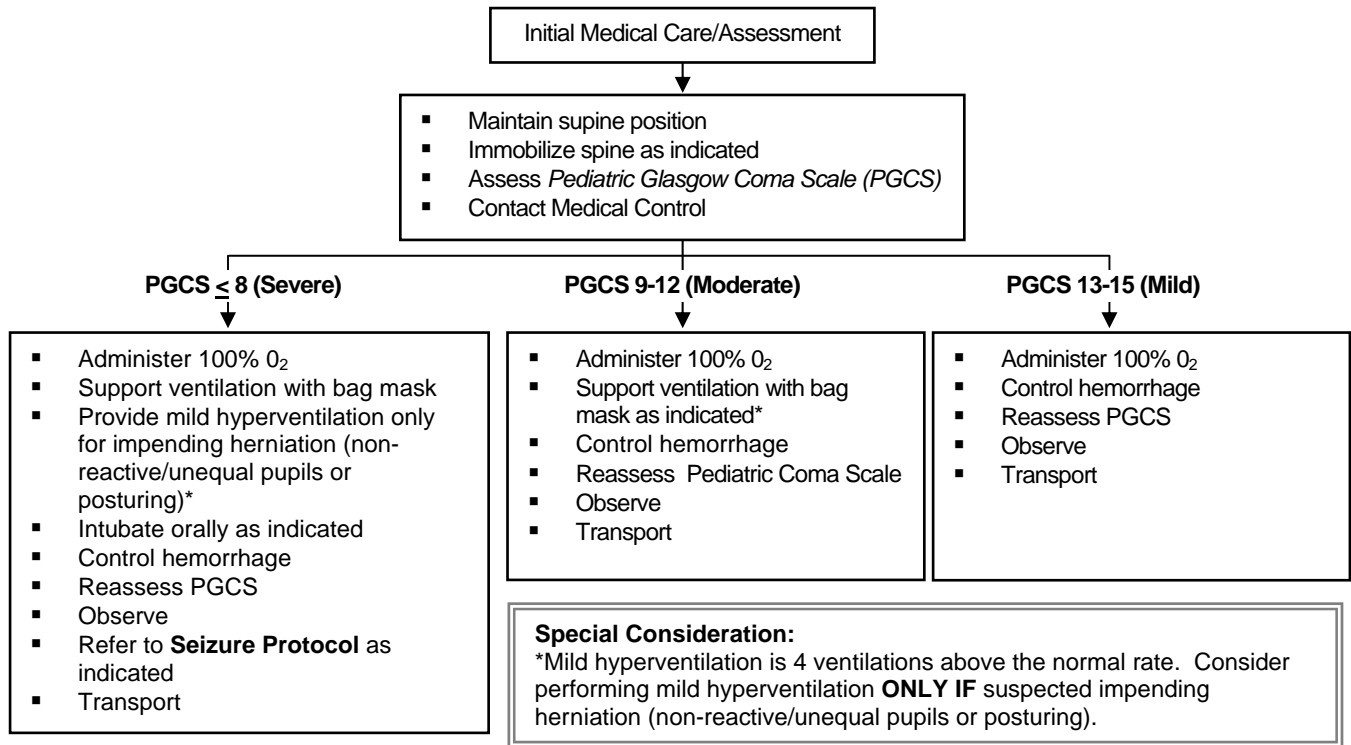 Initial Medical Care/Assessment
▪ Maintain supine position
▪ Immobilize spine as indicated
▪ Assess Pediatric Glasgow Coma Scale (PGCS)
▪ Contact Medical Control
PGCS ≤ 8 (Severe)
▪ Administer 100% 0₂
▪ Support ventilation with bag mask
▪ Provide mild hyperventilation only
for impending herniation (non-
reactive/unequal pupils or
posturing)*
▪ Intubate orally as indicated
▪ Control hemorrhage
▪ Reassess PGCS
▪ Observe
▪ Refer to Seizure Protocol as
indicated
▪ Transport
PGCS 9-12 (Moderate)
▪ Administer 100% 0₂
▪ Support ventilation with bag
mask as indicated*
▪ Control hemorrhage
▪ Reassess Pediatric Coma Scale
▪ Observe
▪ Transport
PGCS 13-15 (Mild)
▪ Administer 100% 0₂
▪ Control hemorrhage
▪ Reassess PGCS
▪ Observe
▪ Transport
Special Consideration:
*Mild hyperventilation is 4 ventilations above the normal rate. Consider
performing mild hyperventilation ONLY IF suspected impending
herniation (non-reactive/unequal pupils or posturing).